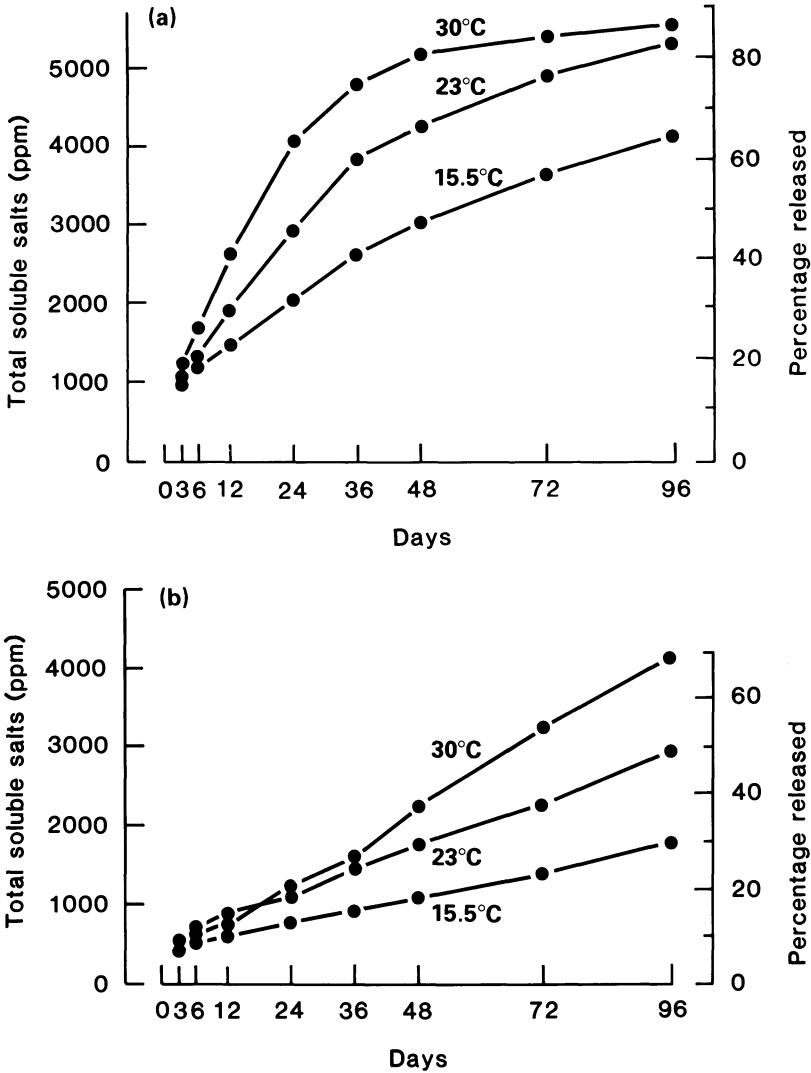 (a)
30°C
23°C
15.5°C
Total soluble salts (ppm)
5000
4000
3000
2000
1000
0
Percentage released
80
60
40
20
0
0 3 6 12 24 36 48 72 96
Days
(b)
30°C
23°C
15.5°C
Total soluble salts (ppm)
5000
4000
3000
2000
1000
0
Percentage released
60
40
20
0
0 3 6 12 24 36 48 72 96
Days